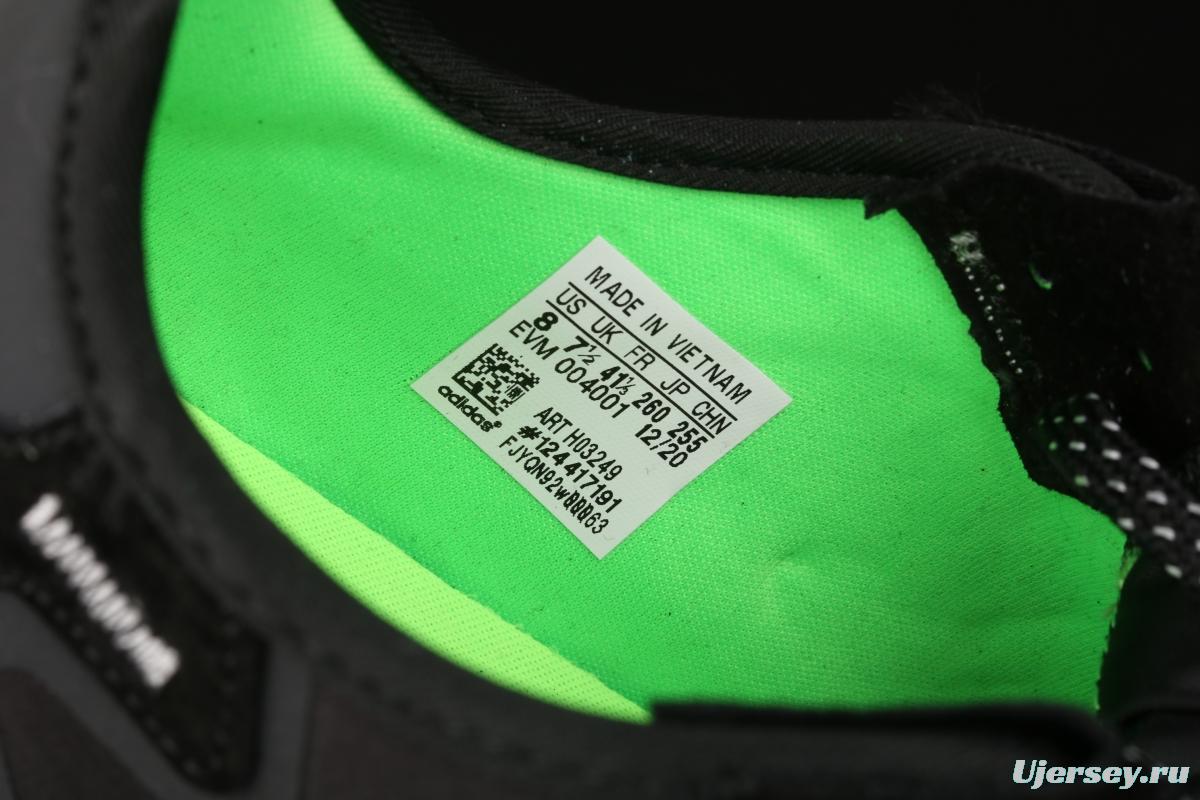 MADE IN VIETNAM
US UK FR JP CHN
8 7½ 41⅓ 260 255
EVM 004001 12/20
adidas®
ART H03249
#124417191
Ujersey.ru